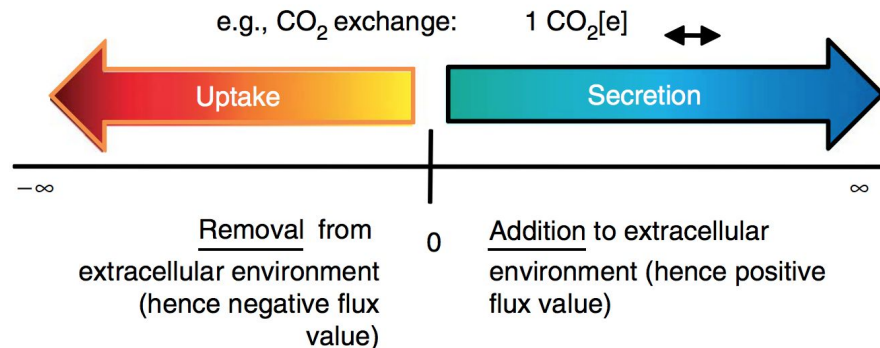 e.g., CO₂ exchange: 1 CO₂[e]
Uptake
Secretion
−∞
∞
0
Removal from
extracellular environment
(hence negative flux
value)
Addition to extracellular
environment (hence positive
flux value)